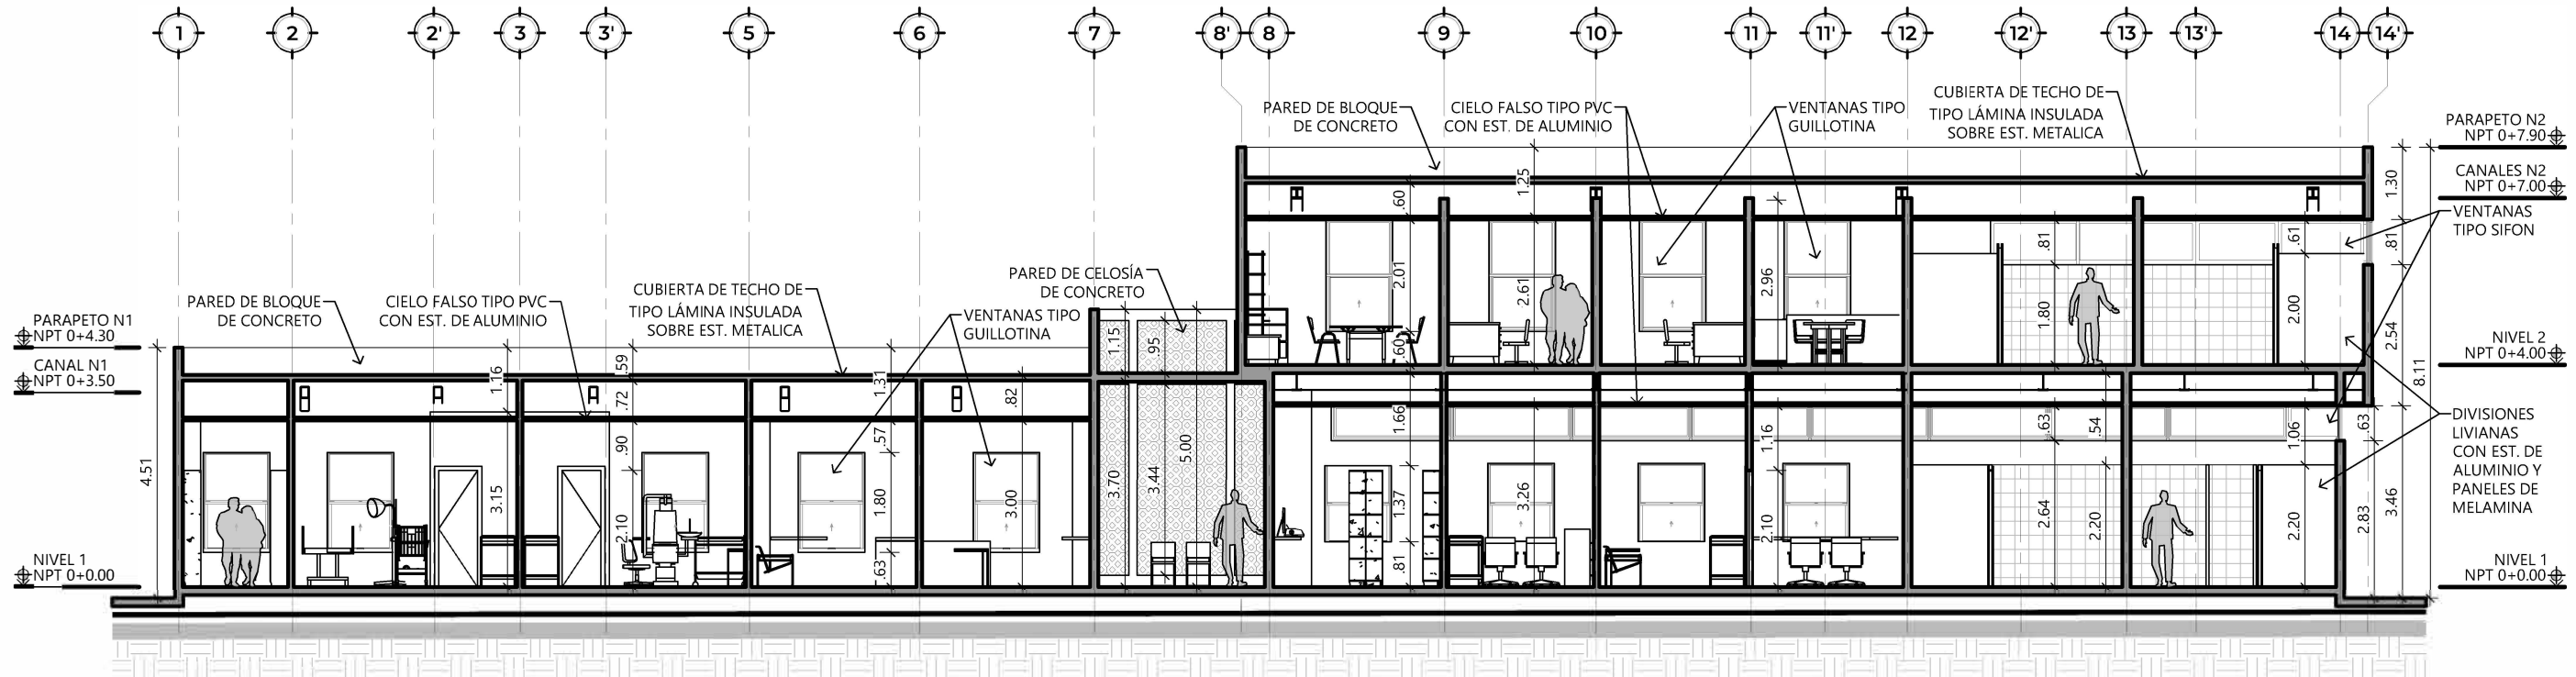 1 2 2' 3 3' 5 6 7 8' 8 9 10 11 11' 12 12' 13 13' 14 14'
PARED DE BLOQUE
DE CONCRETO
CIELO FALSO TIPO PVC
CON EST. DE ALUMINIO
VENTANAS TIPO
GUILLOTINA
CUBIERTA DE TECHO DE
TIPO LÁMINA INSULADA
SOBRE EST. METALICA
PARAPETO N2
NPT 0+7.90
CANALES N2
NPT 0+7.00
VENTANAS
TIPO SIFON
NIVEL 2
NPT 0+4.00
DIVISIONES
LIVIANAS
CON EST. DE
ALUMINIO Y
PANELES DE
MELAMINA
NIVEL 1
NPT 0+0.00
PARAPETO N1
NPT 0+4.30
CANAL N1
NPT 0+3.50
NIVEL 1
NPT 0+0.00
PARED DE BLOQUE
DE CONCRETO
CIELO FALSO TIPO PVC
CON EST. DE ALUMINIO
CUBIERTA DE TECHO DE
TIPO LÁMINA INSULADA
SOBRE EST. METALICA
VENTANAS TIPO
GUILLOTINA
PARED DE CELOSÍA
DE CONCRETO
4.51
1.16
3.15
.59
.72
.90
2.10
1.31
.57
1.80
.63
.82
3.00
1.15
3.70
.95
3.44
5.00
.60
2.01
.60
1.66
1.37
.81
1.25
2.61
3.26
2.96
1.16
2.10
.81
1.80
.63
2.64
.54
2.20
.61
2.00
1.06
2.20
.63
2.83
1.30
.81
2.54
3.46
8.11